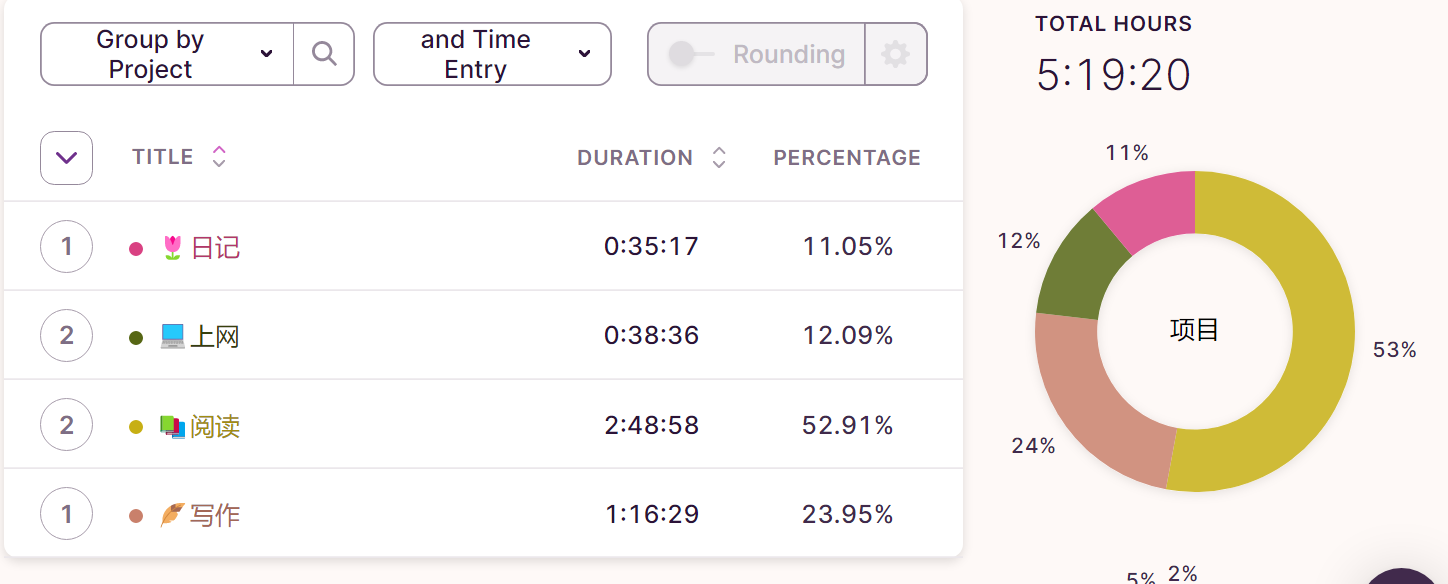 Group by
Project
and Time
Entry
Rounding
TITLE DURATION PERCENTAGE
1 日记 0:35:17 11.05%
2 上网 0:38:36 12.09%
2 阅读 2:48:58 52.91%
1 写作 1:16:29 23.95%
TOTAL HOURS
5:19:20
11%
12%
项目
53%
24%
5% 2%